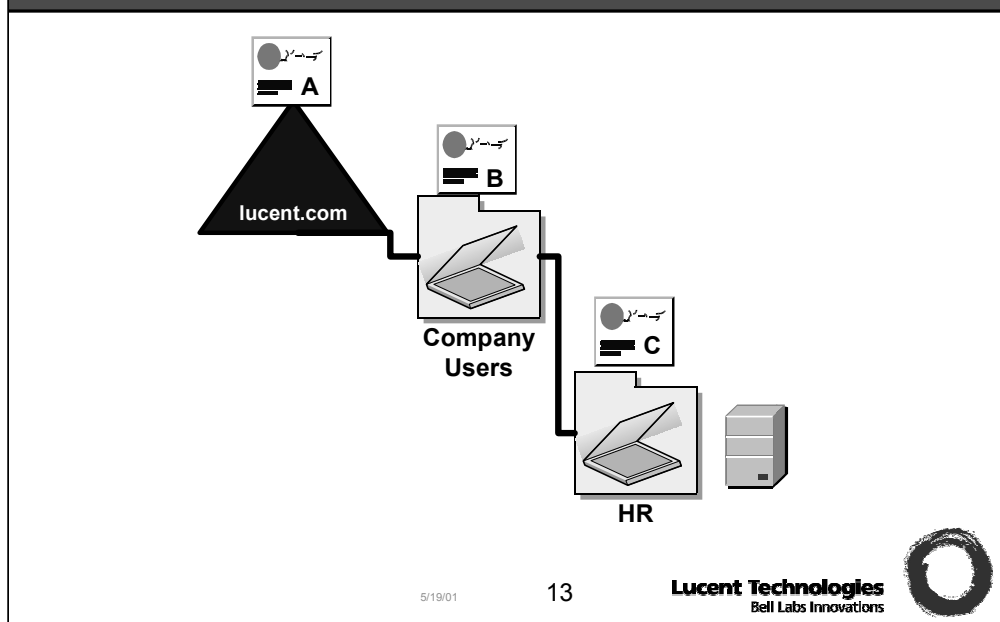 A
B
lucent.com
Company
Users
C
HR
5/19/01
13
Lucent Technologies
Bell Labs Innovations